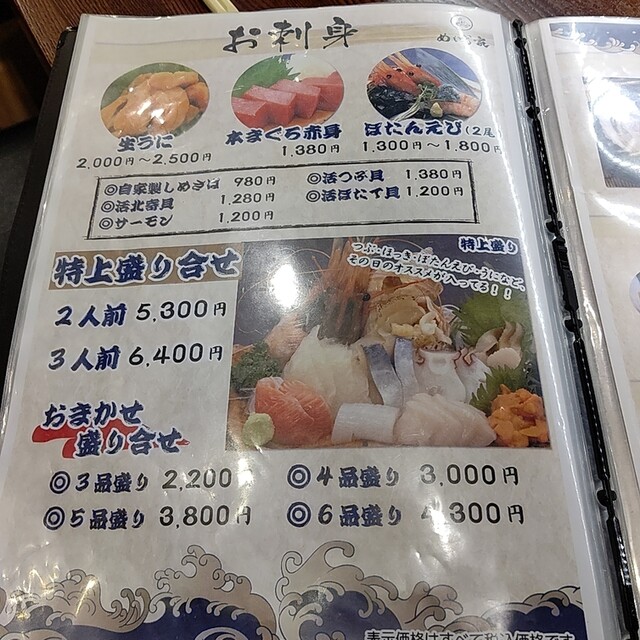 お刺身
生うに
2,000円～2,500円
本まぐろ赤身
1,380円
ぼたんえび(2尾
1,300円～1,800円
◎自家製しめさば 980円
◎活北寄貝 1,280円
◎サーモン 1,200円
◎活つぶ貝 1,380円
◎活ほたて貝 1,200円
特上盛り合せ
2人前 5,300円
3人前 6,400円
特上盛り
つぶ・ほっき・ぼたんえび・うになど、
その日のオススメが入ってる！！
おまかせ
盛り合せ
◎3品盛り 2,200円
◎4品盛り 3,000円
◎5品盛り 3,800円
◎6品盛り 4,300円
表示価格はすべて税込価格です